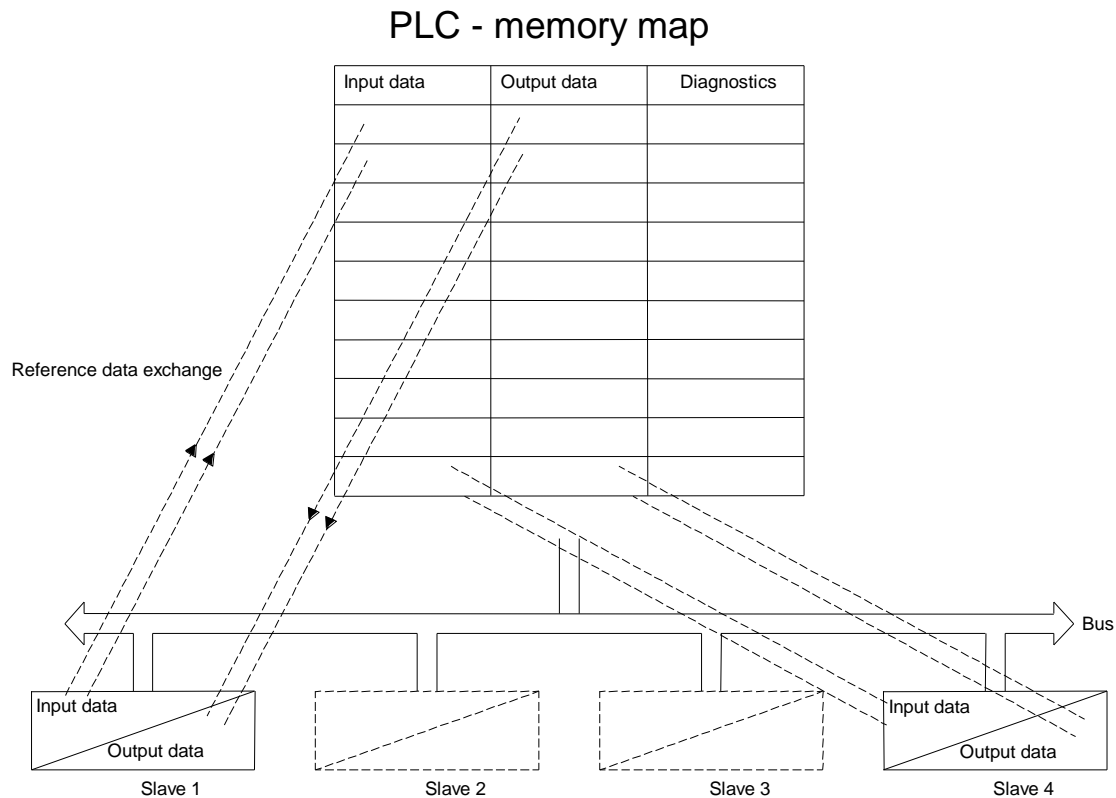 PLC - memory map
Input data
Output data
Diagnostics
Reference data exchange
Bus
Input data
Output data
Input data
Output data
Slave 1
Slave 2
Slave 3
Slave 4